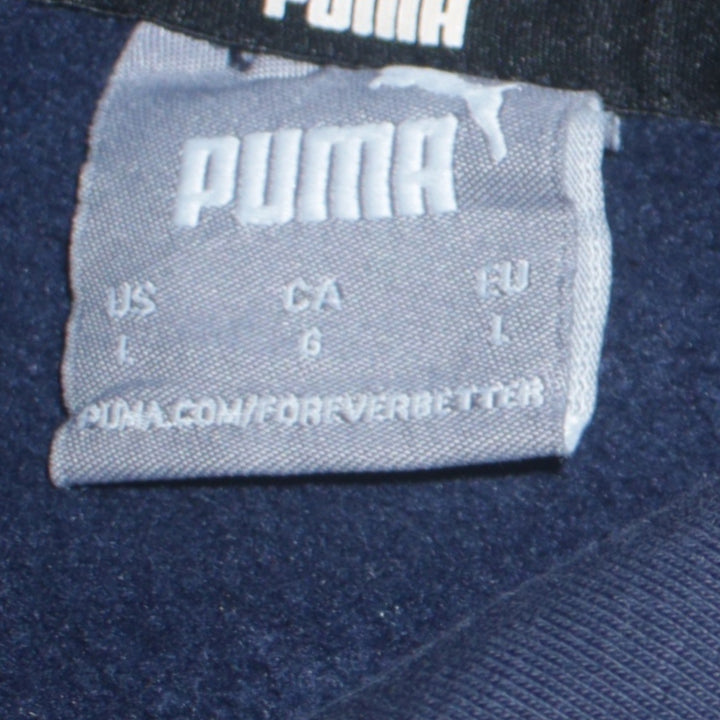 PUMA
PUMA
US CA EU
L G L
PUMA.COM/FOREVERBETTER